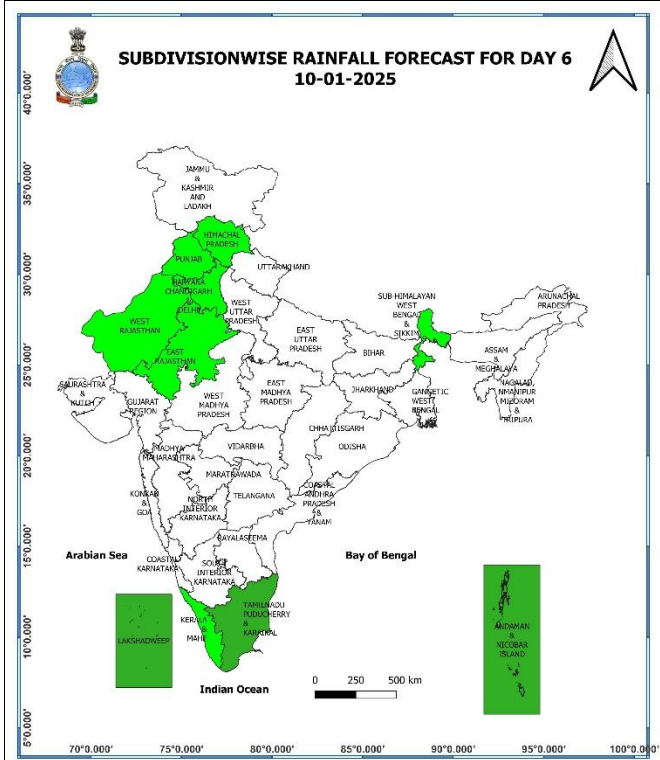 SUBDIVISIONWISE RAINFALL FORECAST FOR DAY 6
10-01-2025
40°0.000'
35°0.000'
30°0.000'
25°0.000'
20°0.000'
15°0.000'
10°0.000'
5°0.000'
JAMMU
&
KASHMIR
AND
LADAKH
HIMACHAL
PRADESH
PUNJAB
UTTARAKHAND
HARYANA
CHANDIGARH
&
DELHI
WEST
UTTAR
PRADESH
WEST
RAJASTHAN
EAST
RAJASTHAN
EAST
UTTAR
PRADESH
SUB HIMALAYAN
WEST
BENGAL
&
SIKKIM
ARUNACHAL
PRADESH
BIHAR
ASSAM
&
MEGHALAYA
NAGALAD,
NMANIPUR
MIZORAM
&
TRIPURA
SAURASHTRA
&
KUTCH
GUJARAT
REGION
WEST
MADHYA
PRADESH
EAST
MADHYA
PRADESH
JHARKHAND
GANGETIC
WEST
BENGAL
CHHATTISGARH
ODISHA
MADHYA
MAHARASHTRA
VIDARBHA
MARATHWADA
TELANGANA
KONKAN
&
GOA
NORTH
INTERIOR
KARNATAKA
COASTAL
ANDHRA
PRADESH
&
YANAM
RAYALASEEMA
COASTAL
KARNATAKA
SOUTH
INTERIOR
KARNATAKA
Arabian Sea
Bay of Bengal
TAMILNADU
PUDUCHERRY
&
KARAIKAL
KERALA
&
MAHE
LAKSHADWEEP
ANDAMAN
&
NICOBAR
ISLAND
Indian Ocean
0 250 500 km
70°0.000' 75°0.000' 80°0.000' 85°0.000' 90°0.000' 95°0.000' 100°0.000'